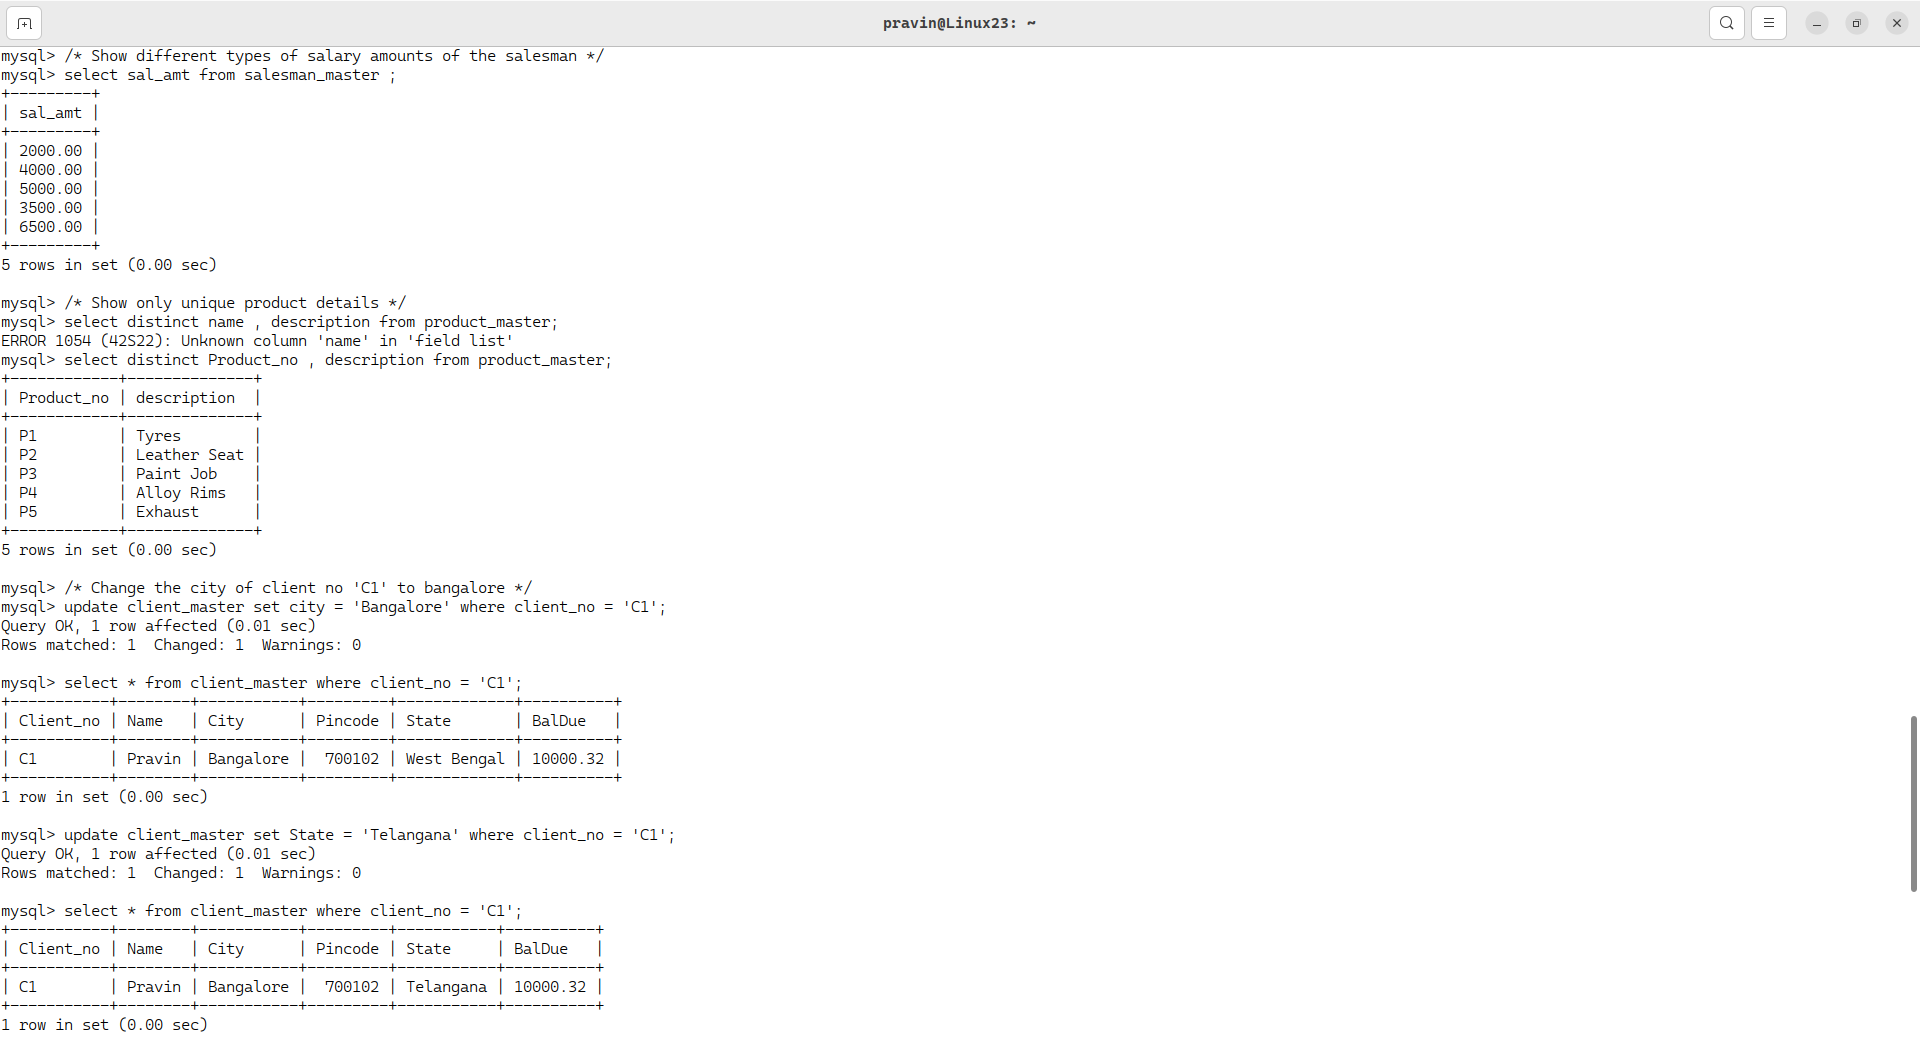 pravin@Linux23: ~
mysql> /* Show different types of salary amounts of the salesman */
mysql> select sal_amt from salesman_master ;
+---------+
| sal_amt |
+---------+
| 2000.00 |
| 4000.00 |
| 5000.00 |
| 3500.00 |
| 6500.00 |
+---------+
5 rows in set (0.00 sec)

mysql> /* Show only unique product details */
mysql> select distinct name , description from product_master;
ERROR 1054 (42S22): Unknown column 'name' in 'field list'
mysql> select distinct Product_no , description from product_master;
+------------+--------------+
| Product_no | description  |
+------------+--------------+
| P1         | Tyres        |
| P2         | Leather Seat |
| P3         | Paint Job    |
| P4         | Alloy Rims   |
| P5         | Exhaust      |
+------------+--------------+
5 rows in set (0.00 sec)

mysql> /* Change the city of client no 'C1' to bangalore */
mysql> update client_master set city = 'Bangalore' where client_no = 'C1';
Query OK, 1 row affected (0.01 sec)
Rows matched: 1  Changed: 1  Warnings: 0

mysql> select * from client_master where client_no = 'C1';
+-----------+--------+-----------+---------+-------------+----------+
| Client_no | Name   | City      | Pincode | State       | BalDue   |
+-----------+--------+-----------+---------+-------------+----------+
| C1        | Pravin | Bangalore |  700102 | West Bengal | 10000.32 |
+-----------+--------+-----------+---------+-------------+----------+
1 row in set (0.00 sec)

mysql> update client_master set State = 'Telangana' where client_no = 'C1';
Query OK, 1 row affected (0.01 sec)
Rows matched: 1  Changed: 1  Warnings: 0

mysql> select * from client_master where client_no = 'C1';
+-----------+--------+-----------+---------+-----------+----------+
| Client_no | Name   | City      | Pincode | State     | BalDue   |
+-----------+--------+-----------+---------+-----------+----------+
| C1        | Pravin | Bangalore |  700102 | Telangana | 10000.32 |
+-----------+--------+-----------+---------+-----------+----------+
1 row in set (0.00 sec)